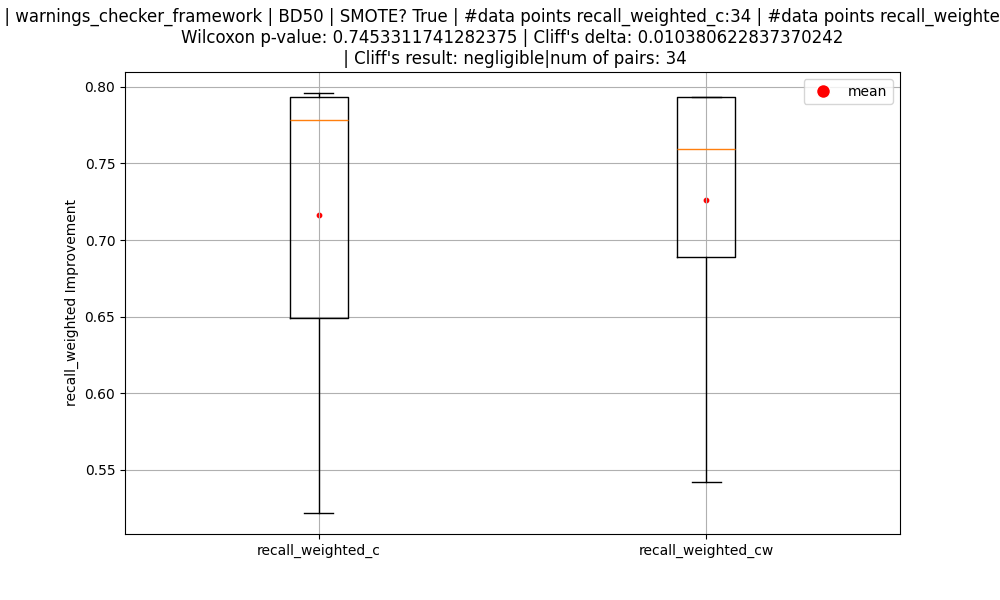 | warnings_checker_framework | BD50 | SMOTE? True | #data points recall_weighted_c:34 | #data points recall_weighte
Wilcoxon p-value: 0.7453311741282375 | Cliff's delta: 0.010380622837370242
| Cliff's result: negligible|num of pairs: 34
mean
0.80
0.75
0.70
0.65
0.60
0.55
recall_weighted Improvement
recall_weighted_c
recall_weighted_cw